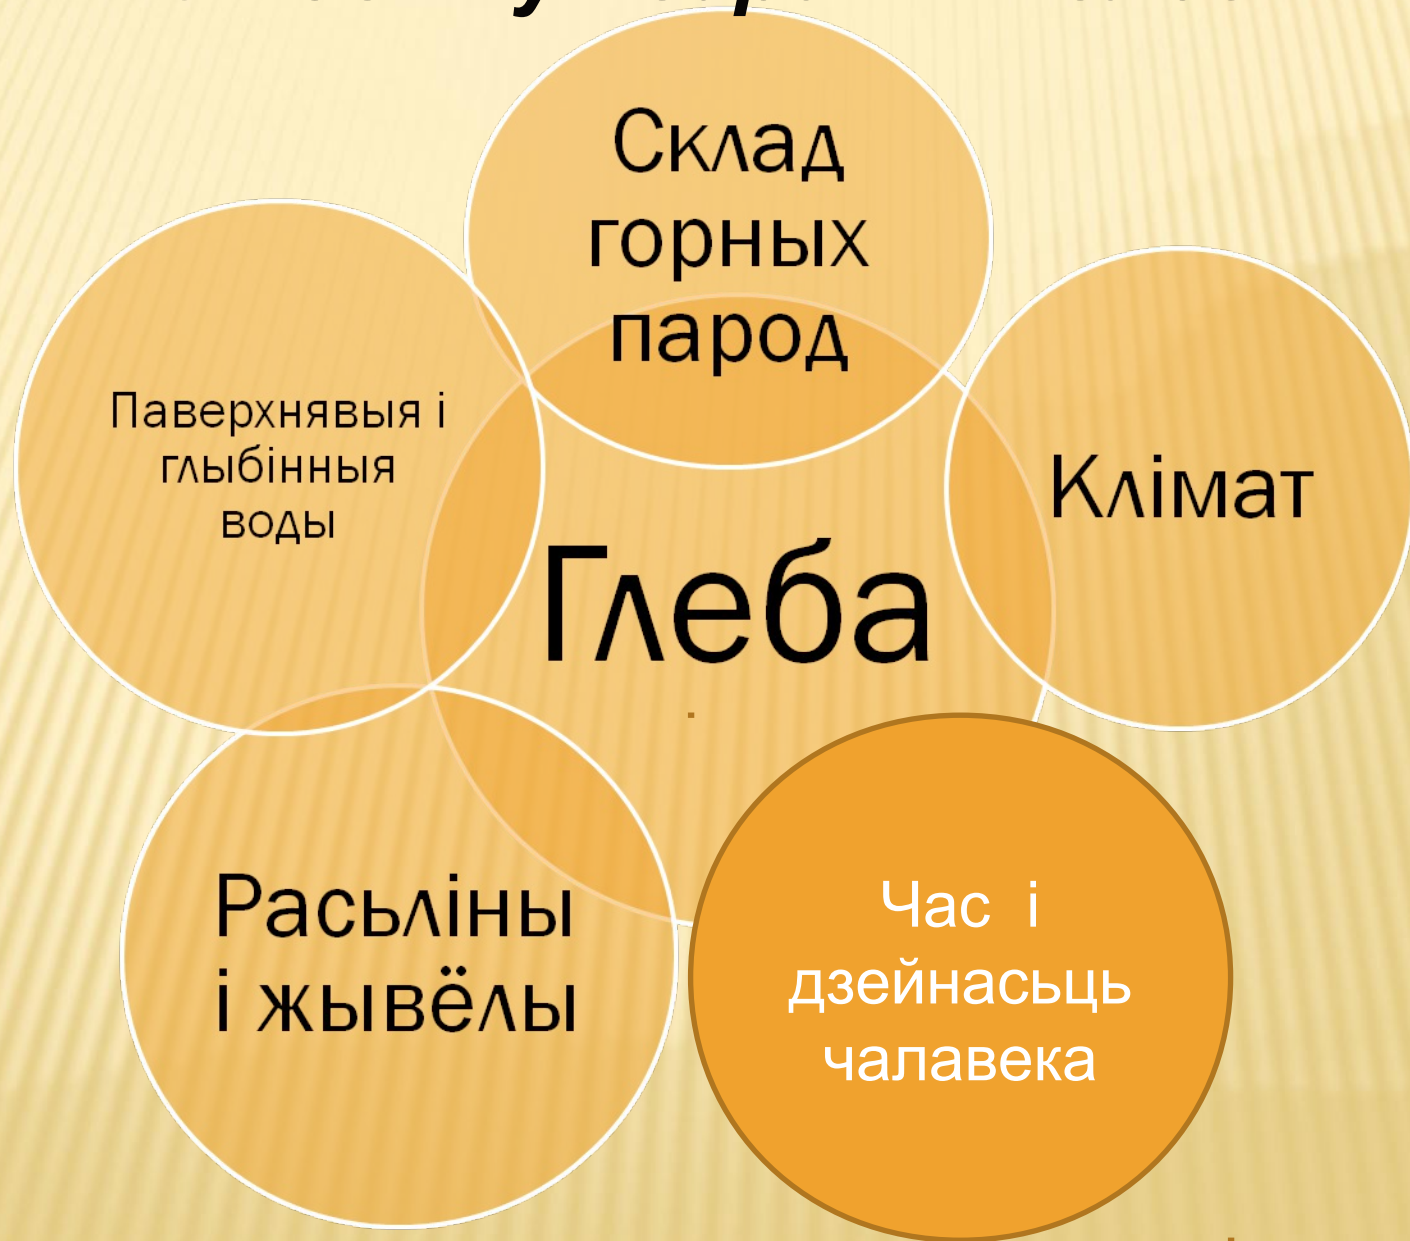 Склад
горных
парод
Паверхнявыя і
глыбінныя
воды
Клімат
Глеба
Расьліны
і жывёлы
Час і
дзейнасьць
чалавека